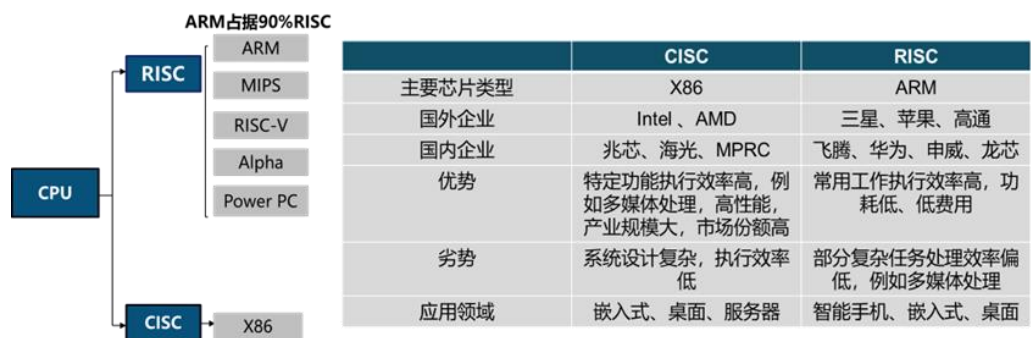 ARM占据90%RISC
ARM
RISC
MIPS
RISC-V
Alpha
CPU
Power PC
CISC
X86
CISC RISC
主要芯片类型 X86 ARM
国外企业 Intel 、AMD 三星、苹果、高通
国内企业 兆芯、海光、MPRC 飞腾、华为、申威、龙芯
优势 特定功能执行效率高，例 常用工作执行效率高，功
如多媒体处理，高性能， 耗低、低费用
产业规模大，市场份额高
劣势 系统设计复杂，执行效率 部分复杂任务处理效率偏
低 低，例如多媒体处理
应用领域 嵌入式、桌面、服务器 智能手机、嵌入式、桌面